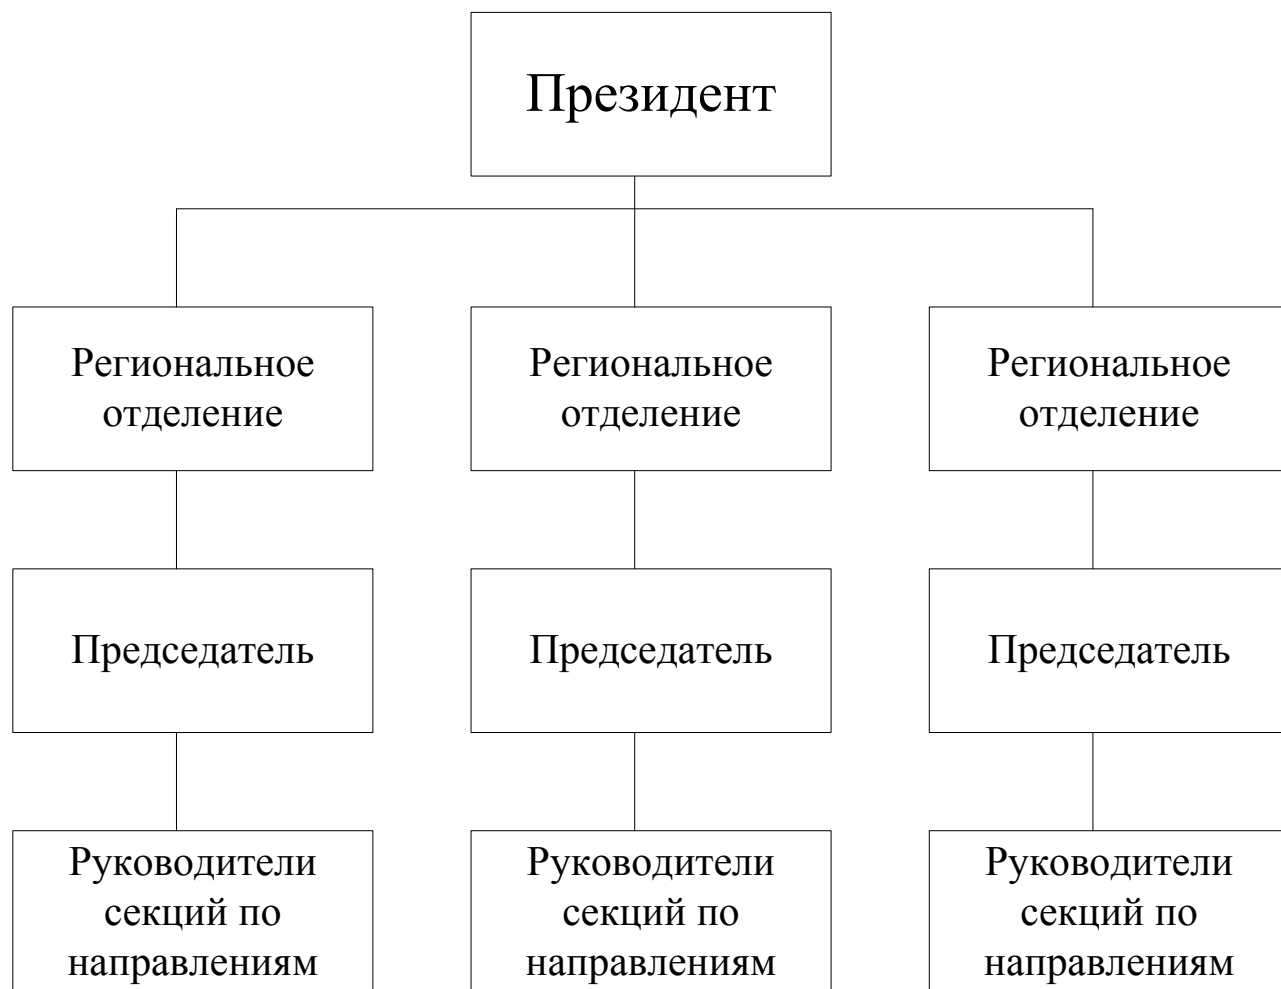 Президент
Региональное
отделение
Региональное
отделение
Региональное
отделение
Председатель
Председатель
Председатель
Руководители
секций по
направлениям
Руководители
секций по
направлениям
Руководители
секций по
направлениям